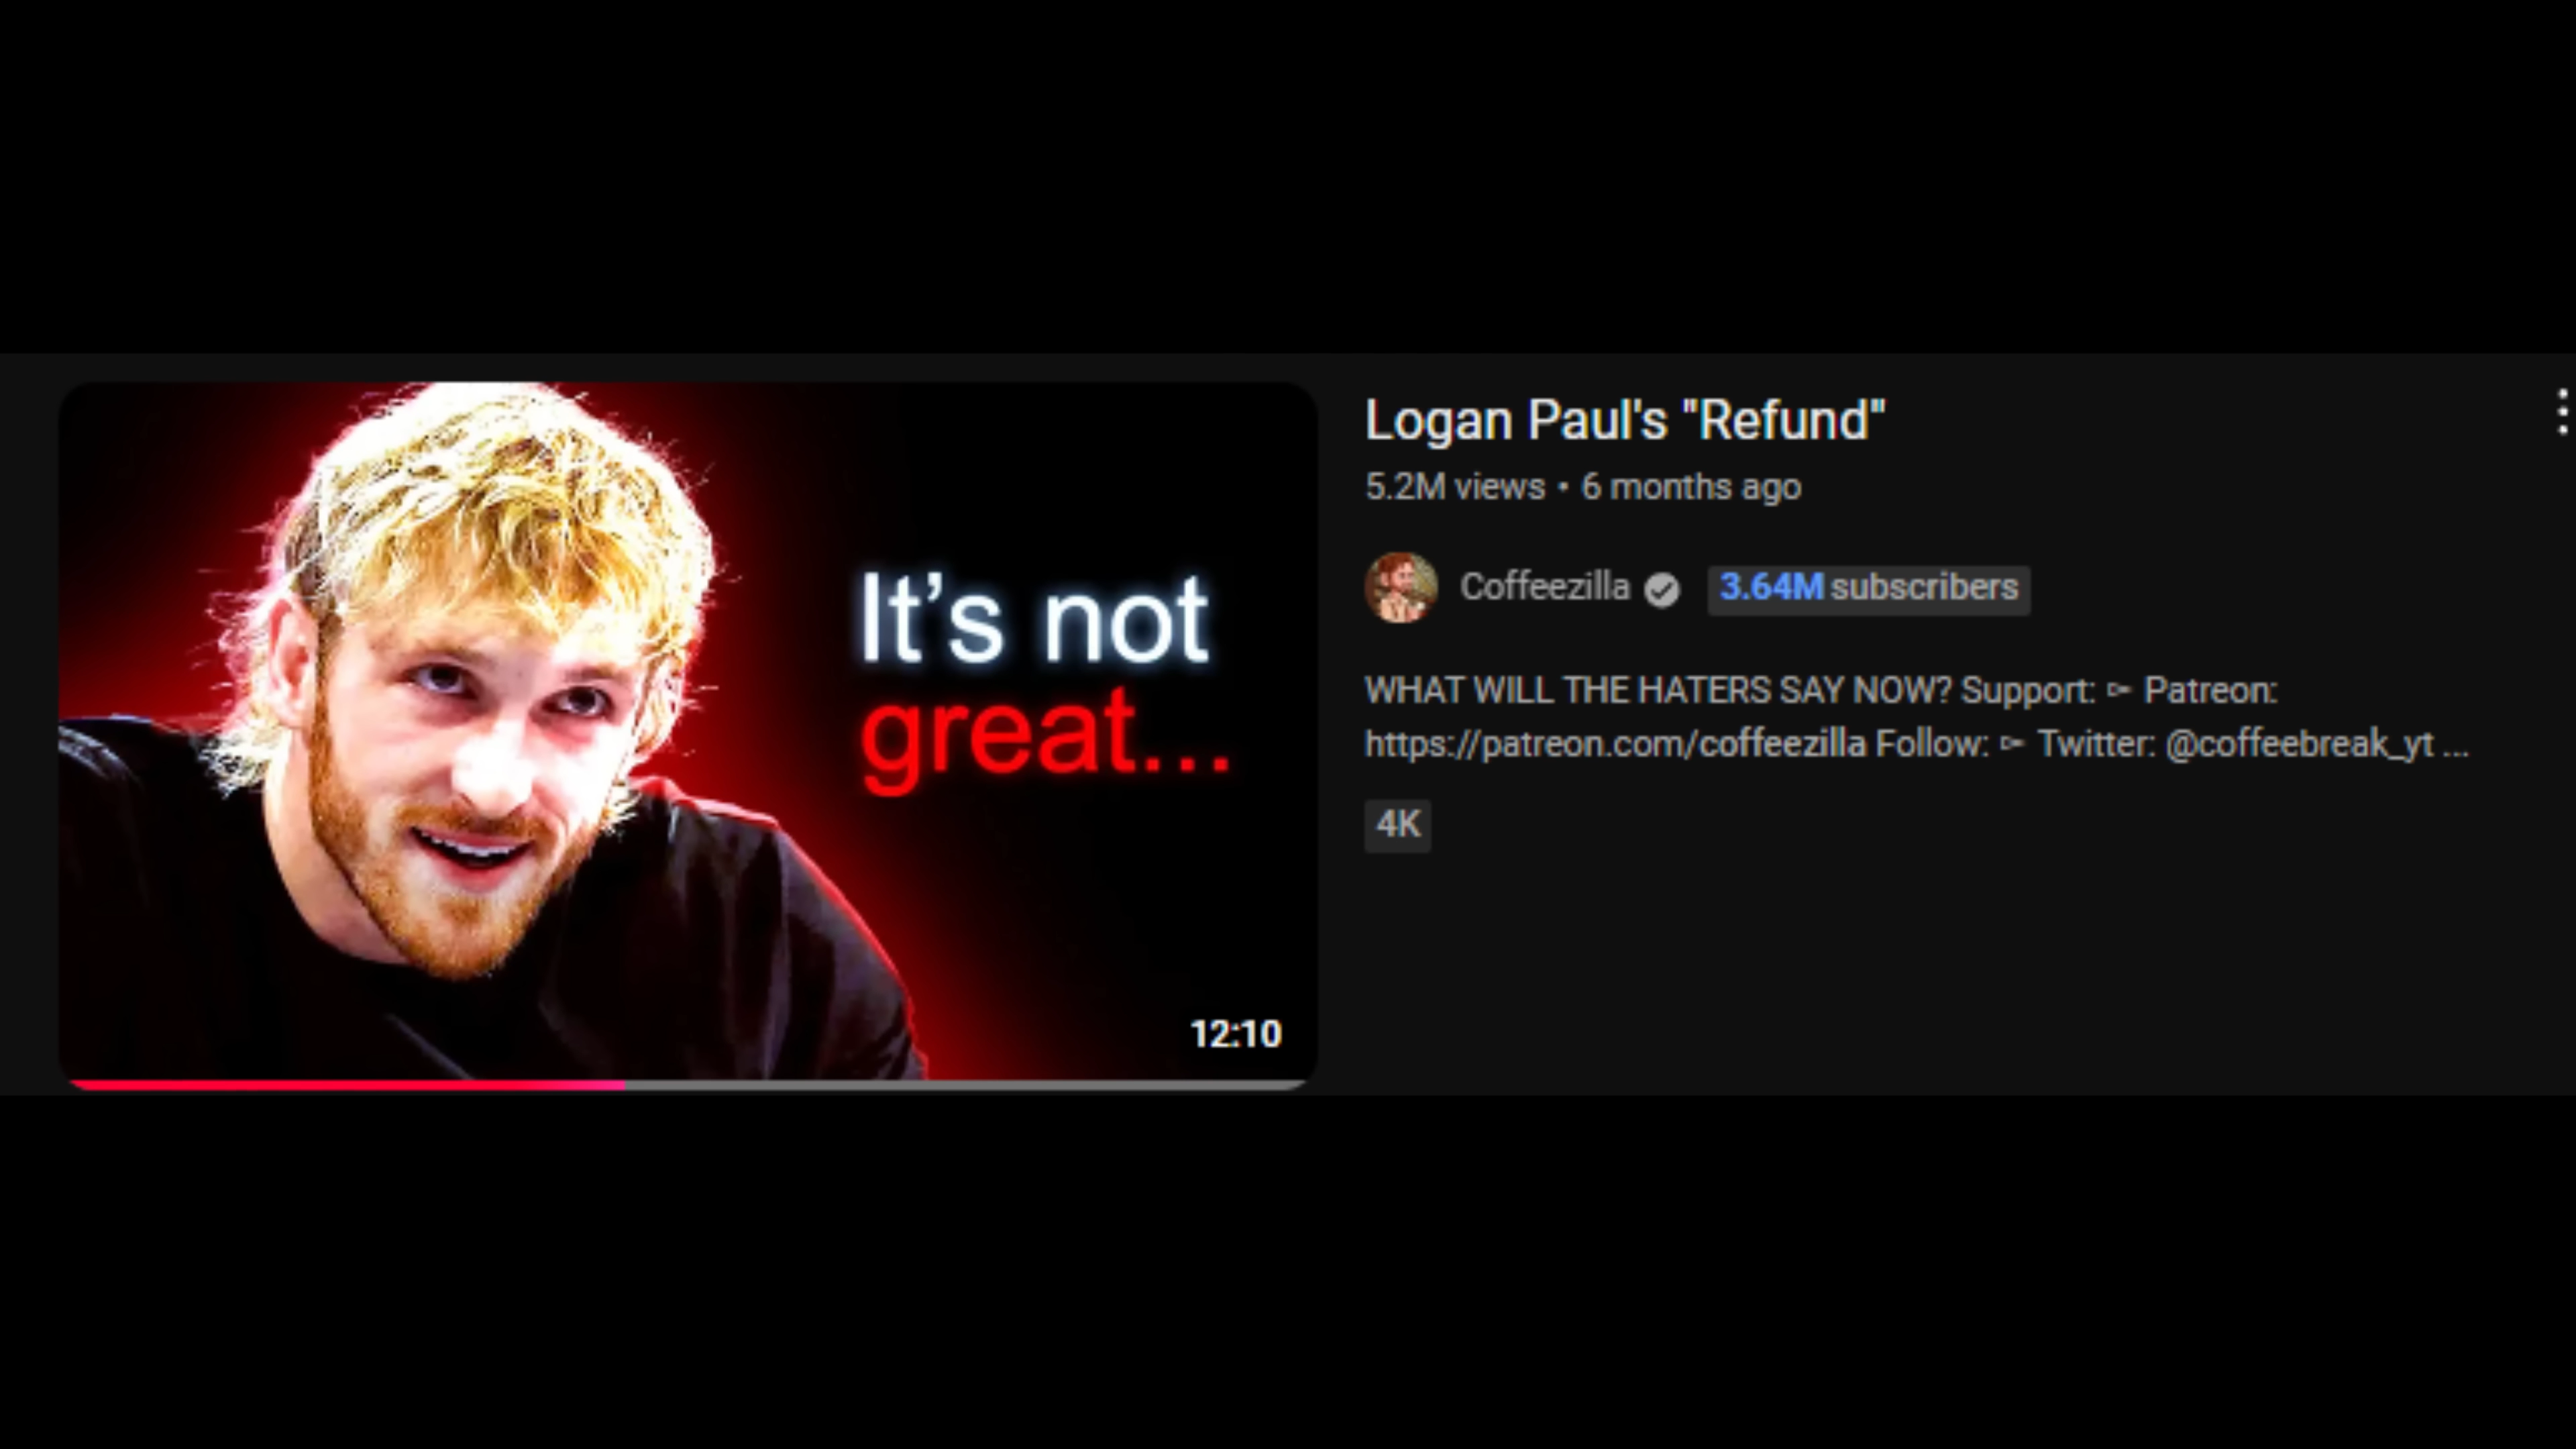 It’s not
great...
12:10
Logan Paul's "Refund"
5.2M views • 6 months ago
Coffeezilla 3.64M subscribers
WHAT WILL THE HATERS SAY NOW? Support: ⌲ Patreon:
https://patreon.com/coffeezilla Follow: ⌲ Twitter: @coffeebreak_yt ...
4K